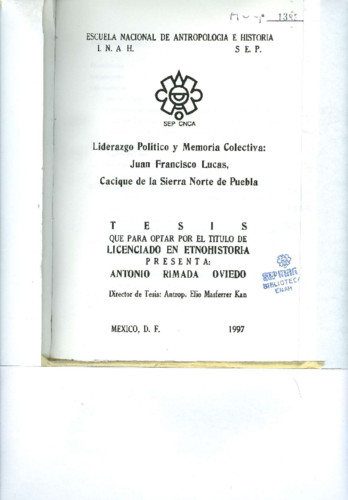 ESCUELA NACIONAL DE ANTROPOLOGIA E HISTORIA
I. N. A H. S E. P.
SEP CNCA
Liderazgo Político y Memoria Colectiva:
Juan Francisco Lucas,
Cacique de la Sierra Norte de Puebla
T E S I S
QUE PARA OPTAR POR EL TITULO DE
LICENCIADO EN ETNOHISTORIA
P R E S E N T A:
ANTONIO RIMADA OVIEDO
Director de Tesis: Antrop. Elio Masferrer Kan
BIBLIOTECA
ENAH
MEXICO, D. F. 1997